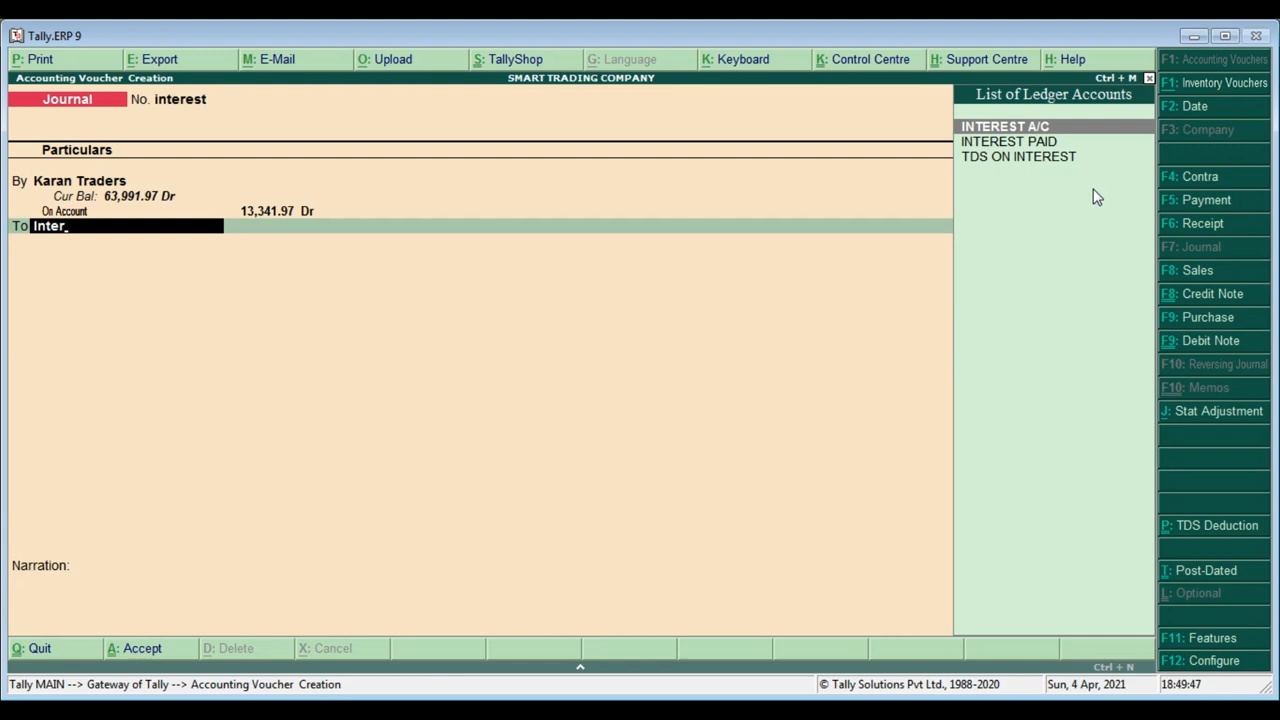 Tally.ERP 9
P: Print E: Export M: E-Mail O: Upload S: TallyShop G: Language K: Keyboard K: Control Centre H: Support Centre H: Help
Accounting Voucher Creation SMART TRADING COMPANY Ctrl + M
Journal No. interest
Particulars
By Karan Traders
Cur Bal: 63,991.97 Dr
On Account 13,341.97 Dr
To Inter
Narration:
List of Ledger Accounts
INTEREST A/C
INTEREST PAID
TDS ON INTEREST
F1: Accounting Vouchers
F1: Inventory Vouchers
F2: Date
F3: Company
F4: Contra
F5: Payment
F6: Receipt
F7: Journal
F8: Sales
F8: Credit Note
F9: Purchase
F9: Debit Note
F10: Reversing Journal
F10: Memos
J: Stat Adjustment
P: TDS Deduction
T: Post-Dated
L: Optional
F11: Features
F12: Configure
Q: Quit A: Accept D: Delete X: Cancel
Ctrl + N
Tally MAIN --> Gateway of Tally --> Accounting Voucher Creation © Tally Solutions Pvt Ltd., 1988-2020 Sun, 4 Apr, 2021 18:49:47